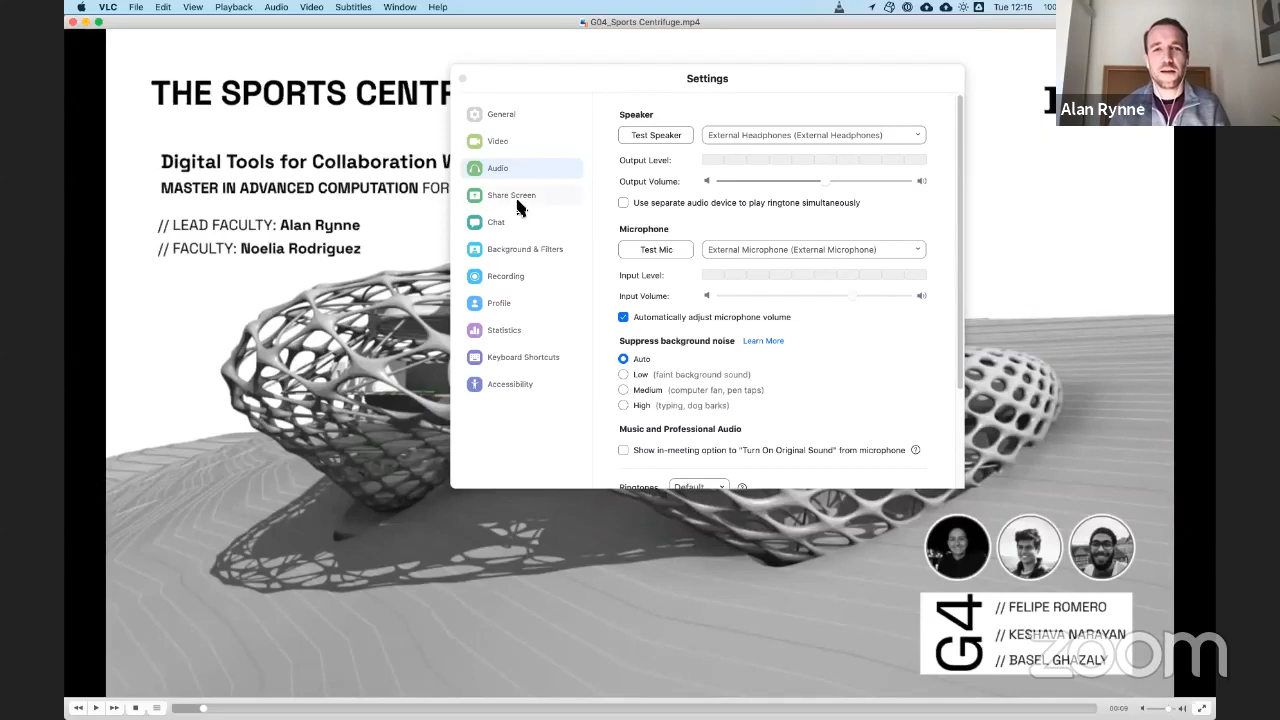 VLC File Edit View Playback Audio Video Subtitles Window Help
Tue 12:15
G04_Sports Centrifuge.mp4
Alan Rynne
THE SPORTS
Digital Tools for Collaboration
MASTER IN ADVANCED COMPUTATION FOR
// LEAD FACULTY: Alan Rynne
// FACULTY: Noelia Rodriguez
Settings
General
Video
Audio
Share Screen
Chat
Background & Filters
Recording
Profile
Statistics
Keyboard Shortcuts
Accessibility
Speaker
Test Speaker
External Headphones (External Headphones)
Output Level:
Output Volume:
Use separate audio device to play ringtone simultaneously
Microphone
Test Mic
External Microphone (External Microphone)
Input Level:
Input Volume:
Automatically adjust microphone volume
Suppress background noise Learn More
Auto
Low (faint background sound)
Medium (computer fan, pen taps)
High (typing, dog barks)
Music and Professional Audio
Show in-meeting option to "Turn On Original Sound" from microphone
Ringtones Default...
G4
// FELIPE ROMERO
// KESHAVA NARAYAN
// BASEL GHAZALY
zoom
00:09